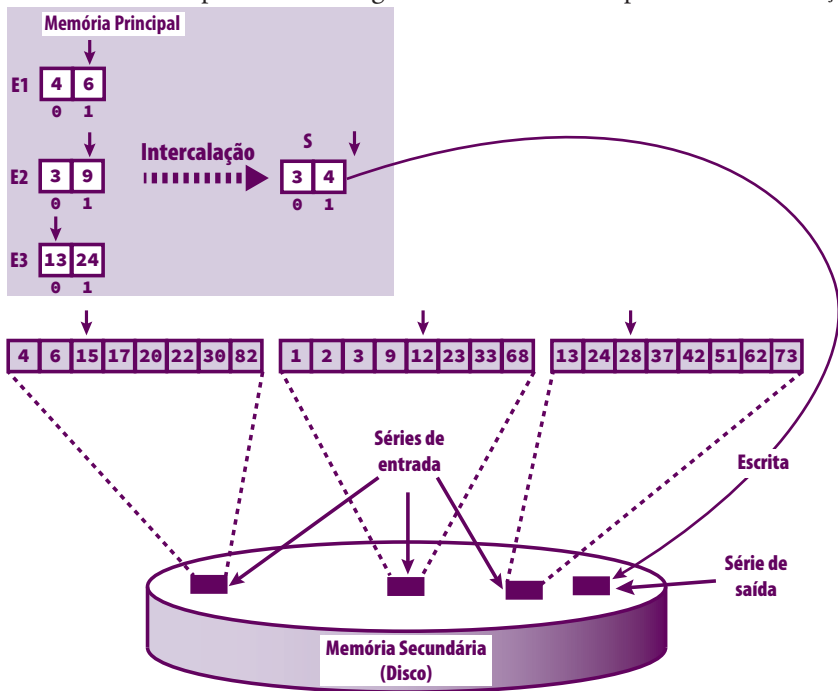 Memória Principal
E1 4 6
0 1
S
E2 3 9 Intercalação 3 4
0 1 0 1
E3 13 24
0 1
4 6 15 17 20 22 30 82 1 2 3 9 12 23 33 68 13 24 28 37 42 51 62 73
Séries de
entrada
Escrita
Série de
saída
Memória Secundária
(Disco)